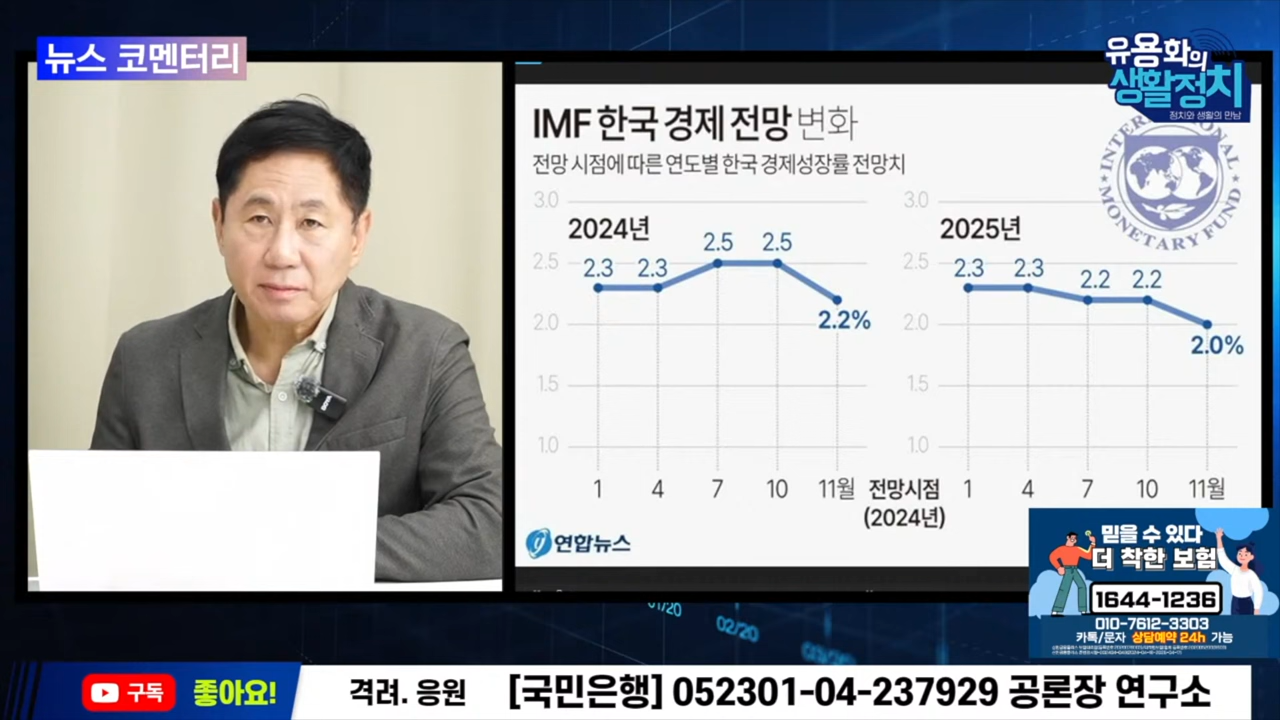 뉴스 코멘터리
유용화의
생활정치
정치와 생활의 만남
IMF 한국 경제 전망 변화
전망 시점에 따른 연도별 한국 경제성장률 전망치
INTERNATIONAL
MONETARY FUND
2024년
3.0
2.5
2.0
1.5
1.0
2.3
2.3
2.5
2.5
2.2%
1
4
7
10
11월
전망시점
(2024년)
2025년
3.0
2.5
2.0
1.5
1.0
2.3
2.3
2.2
2.2
2.0%
1
4
7
10
11월
연합뉴스
믿을 수 있다
더 착한 보험
1644-1236
010-7612-3303
카톡/문자 상담예약 24h 가능
01/20
02/20
구독
좋아요!
격려. 응원 [국민은행] 052301-04-237929 공론장 연구소